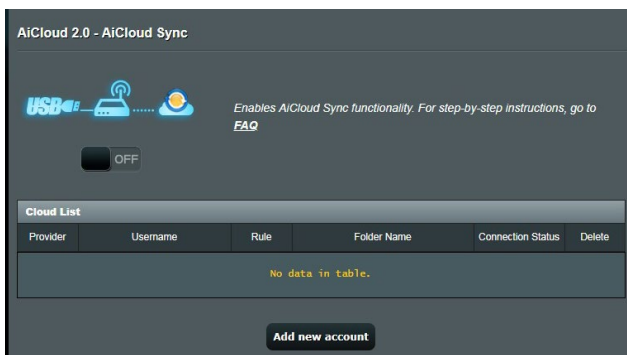 AiCloud 2.0 - AiCloud Sync
USB
Enables AiCloud Sync functionality. For step-by-step instructions, go to
FAQ
OFF
Cloud List
Provider Username Rule Folder Name Connection Status Delete
No data in table.
Add new account